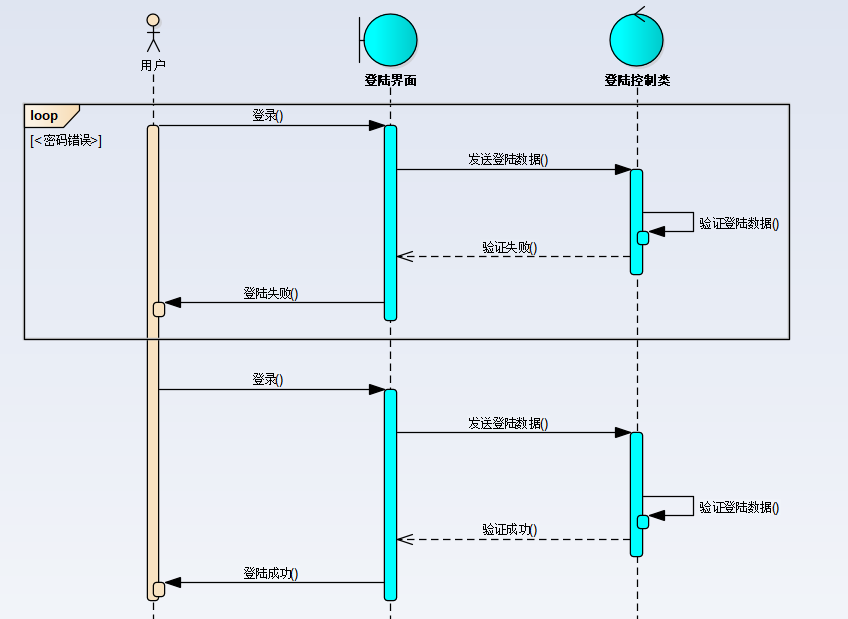 用户
登陆界面
登陆控制类
loop
[<密码错误>]
登录()
发送登陆数据()
验证登陆数据()
验证失败()
登陆失败()
登录()
发送登陆数据()
验证登陆数据()
验证成功()
登陆成功()